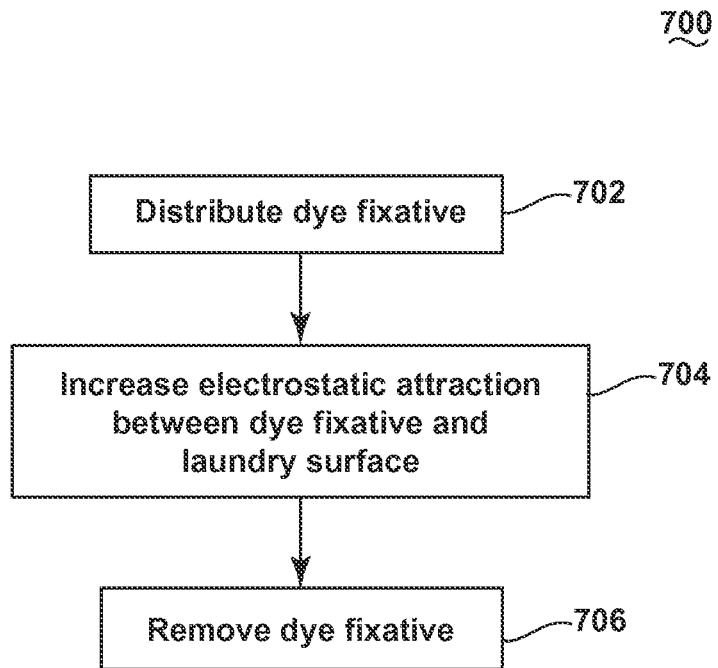 700
Distribute dye fixative
702
Increase electrostatic attraction
between dye fixative and
laundry surface
704
Remove dye fixative
706